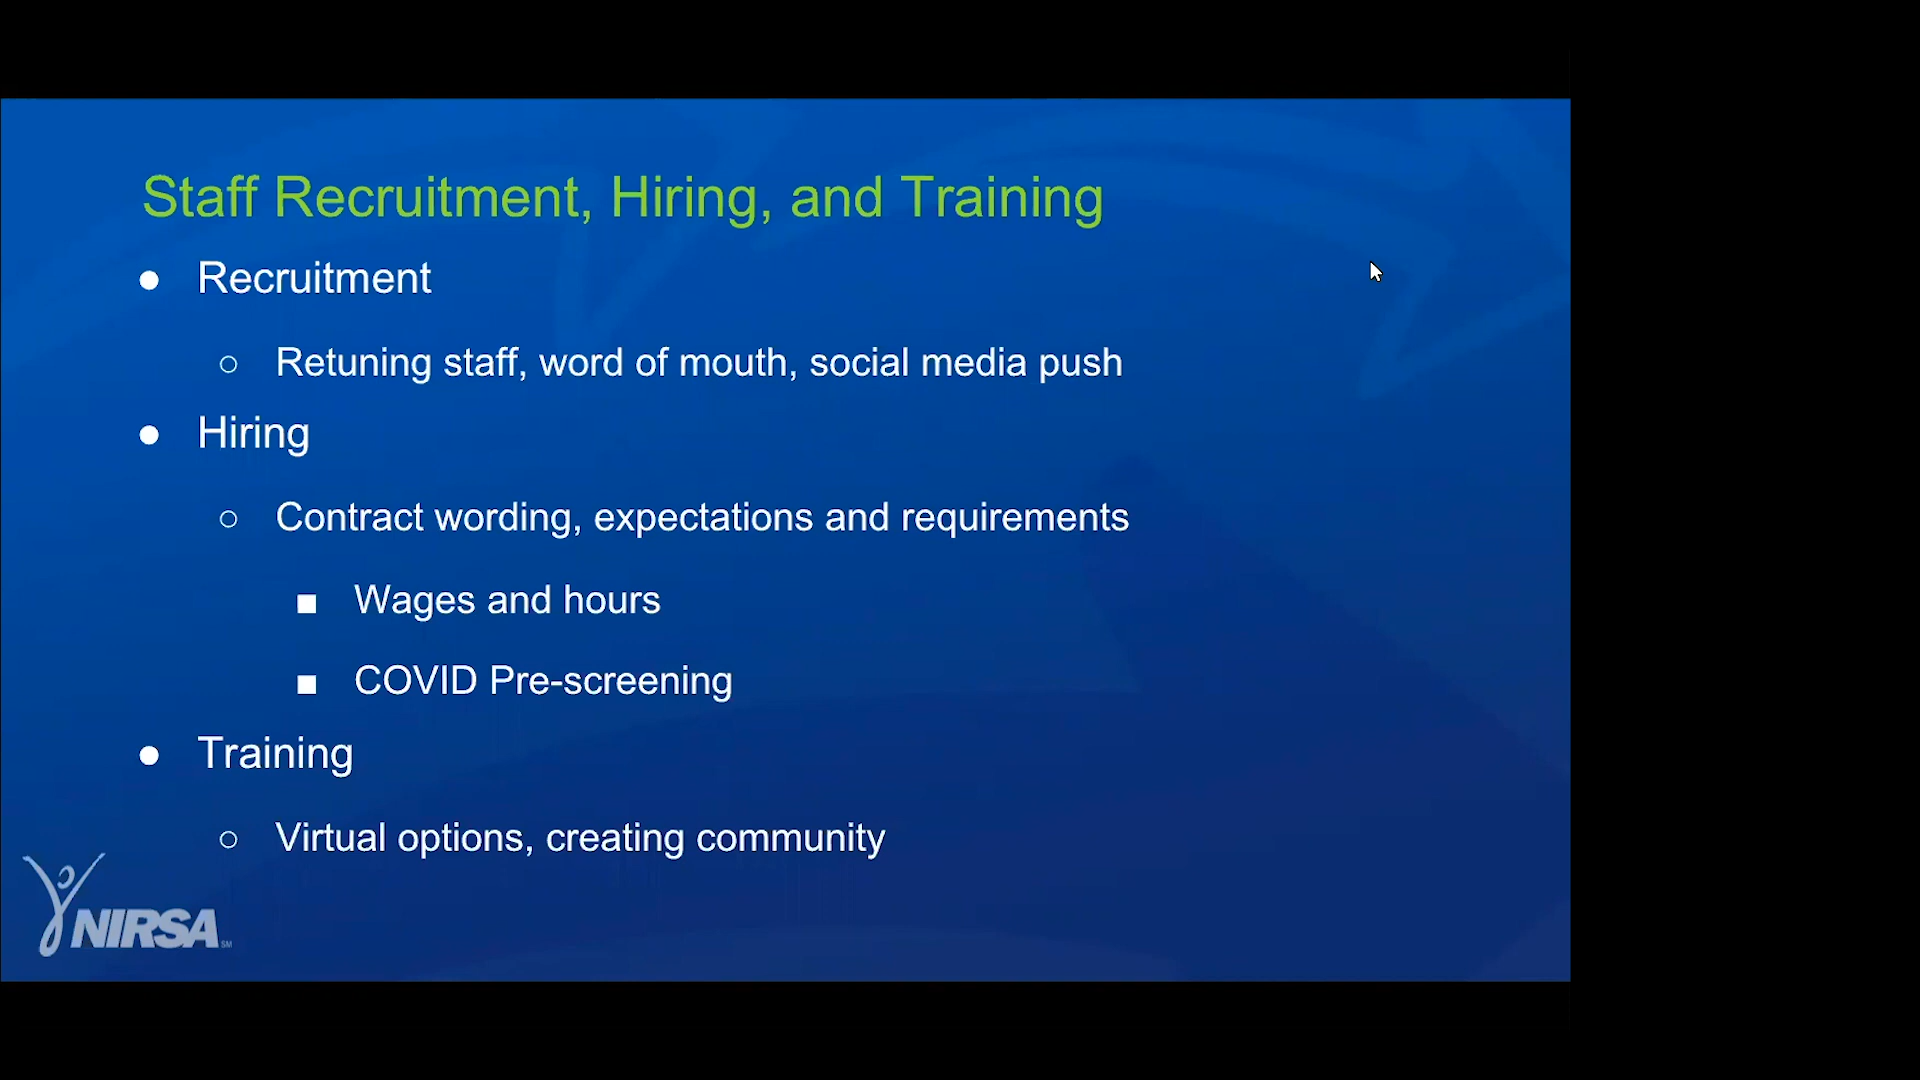 Staff Recruitment, Hiring, and Training
● Recruitment
○ Retuning staff, word of mouth, social media push
● Hiring
○ Contract wording, expectations and requirements
■ Wages and hours
■ COVID Pre-screening
● Training
○ Virtual options, creating community
NIRSA SM